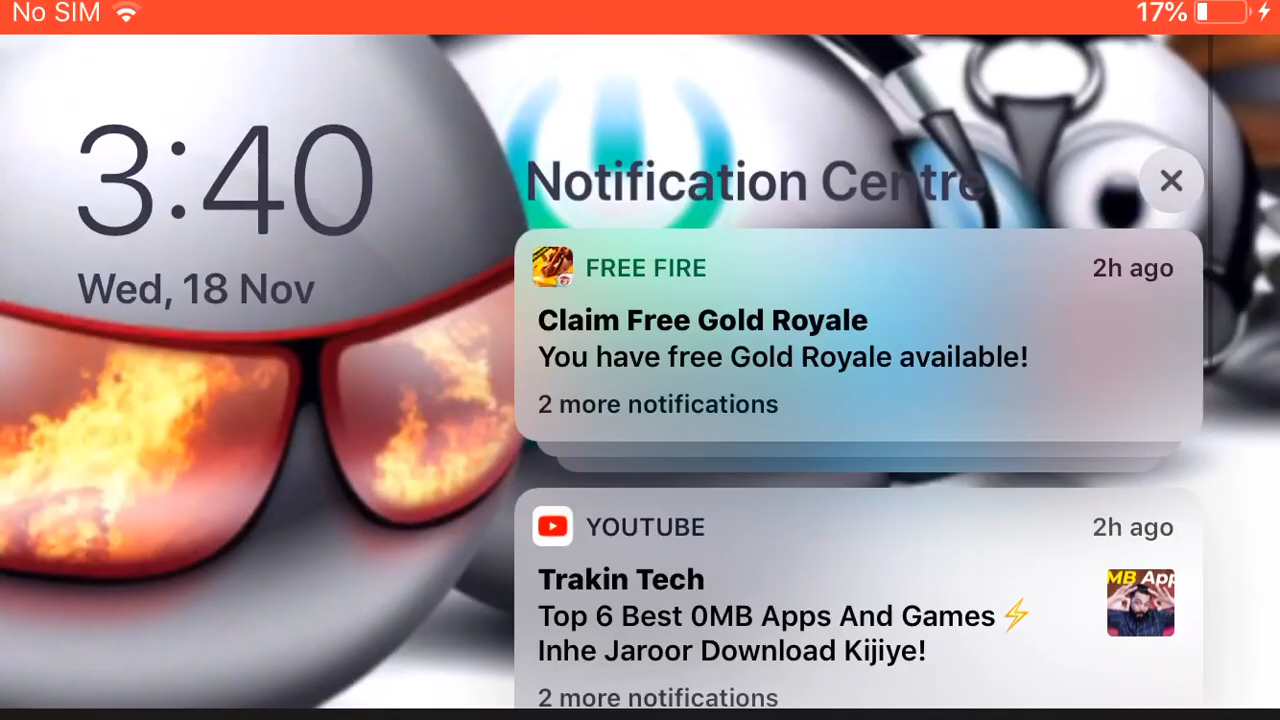 No SIM
17%
3:40
Wed, 18 Nov
Notification Centre
FREE FIRE
2h ago
Claim Free Gold Royale
You have free Gold Royale available!
2 more notifications
YOUTUBE
2h ago
Trakin Tech
MB App
Top 6 Best 0MB Apps And Games ⚡
Inhe Jaroor Download Kijiye!
2 more notifications